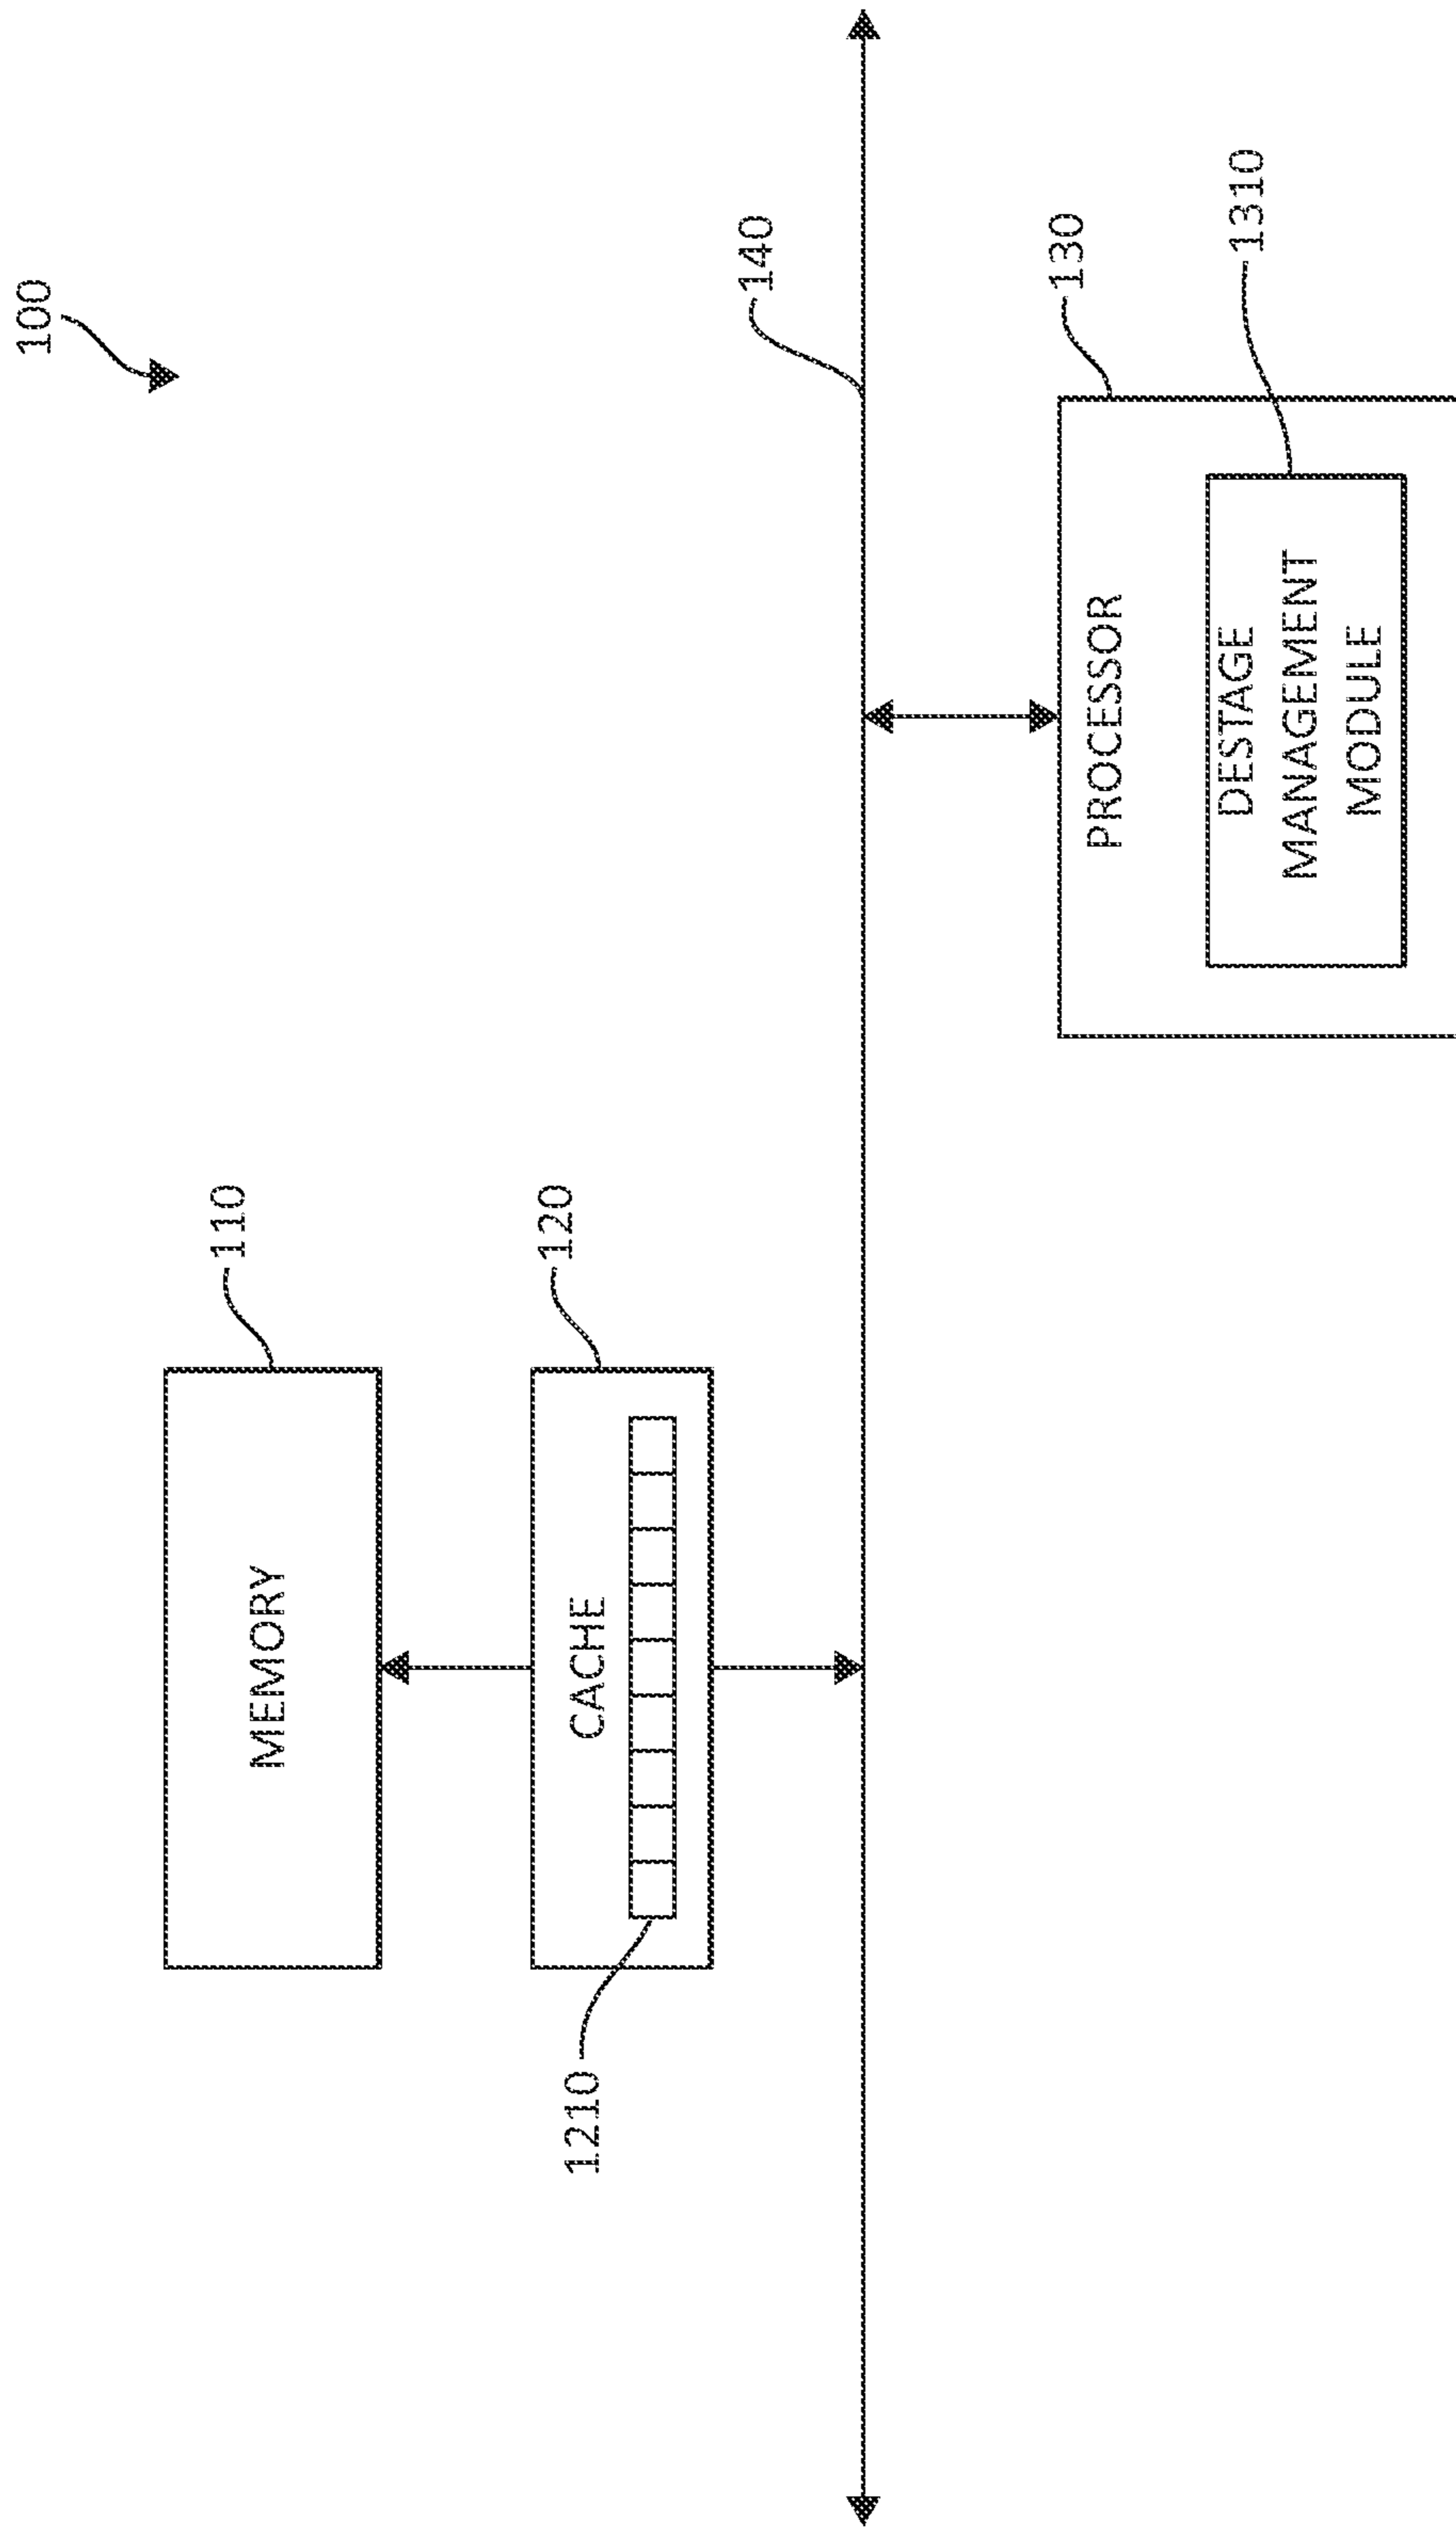 100
MEMORY
110
CACHE
120
1210
140
PROCESSOR
130
DESTAGE
MANAGEMENT
MODULE
1310